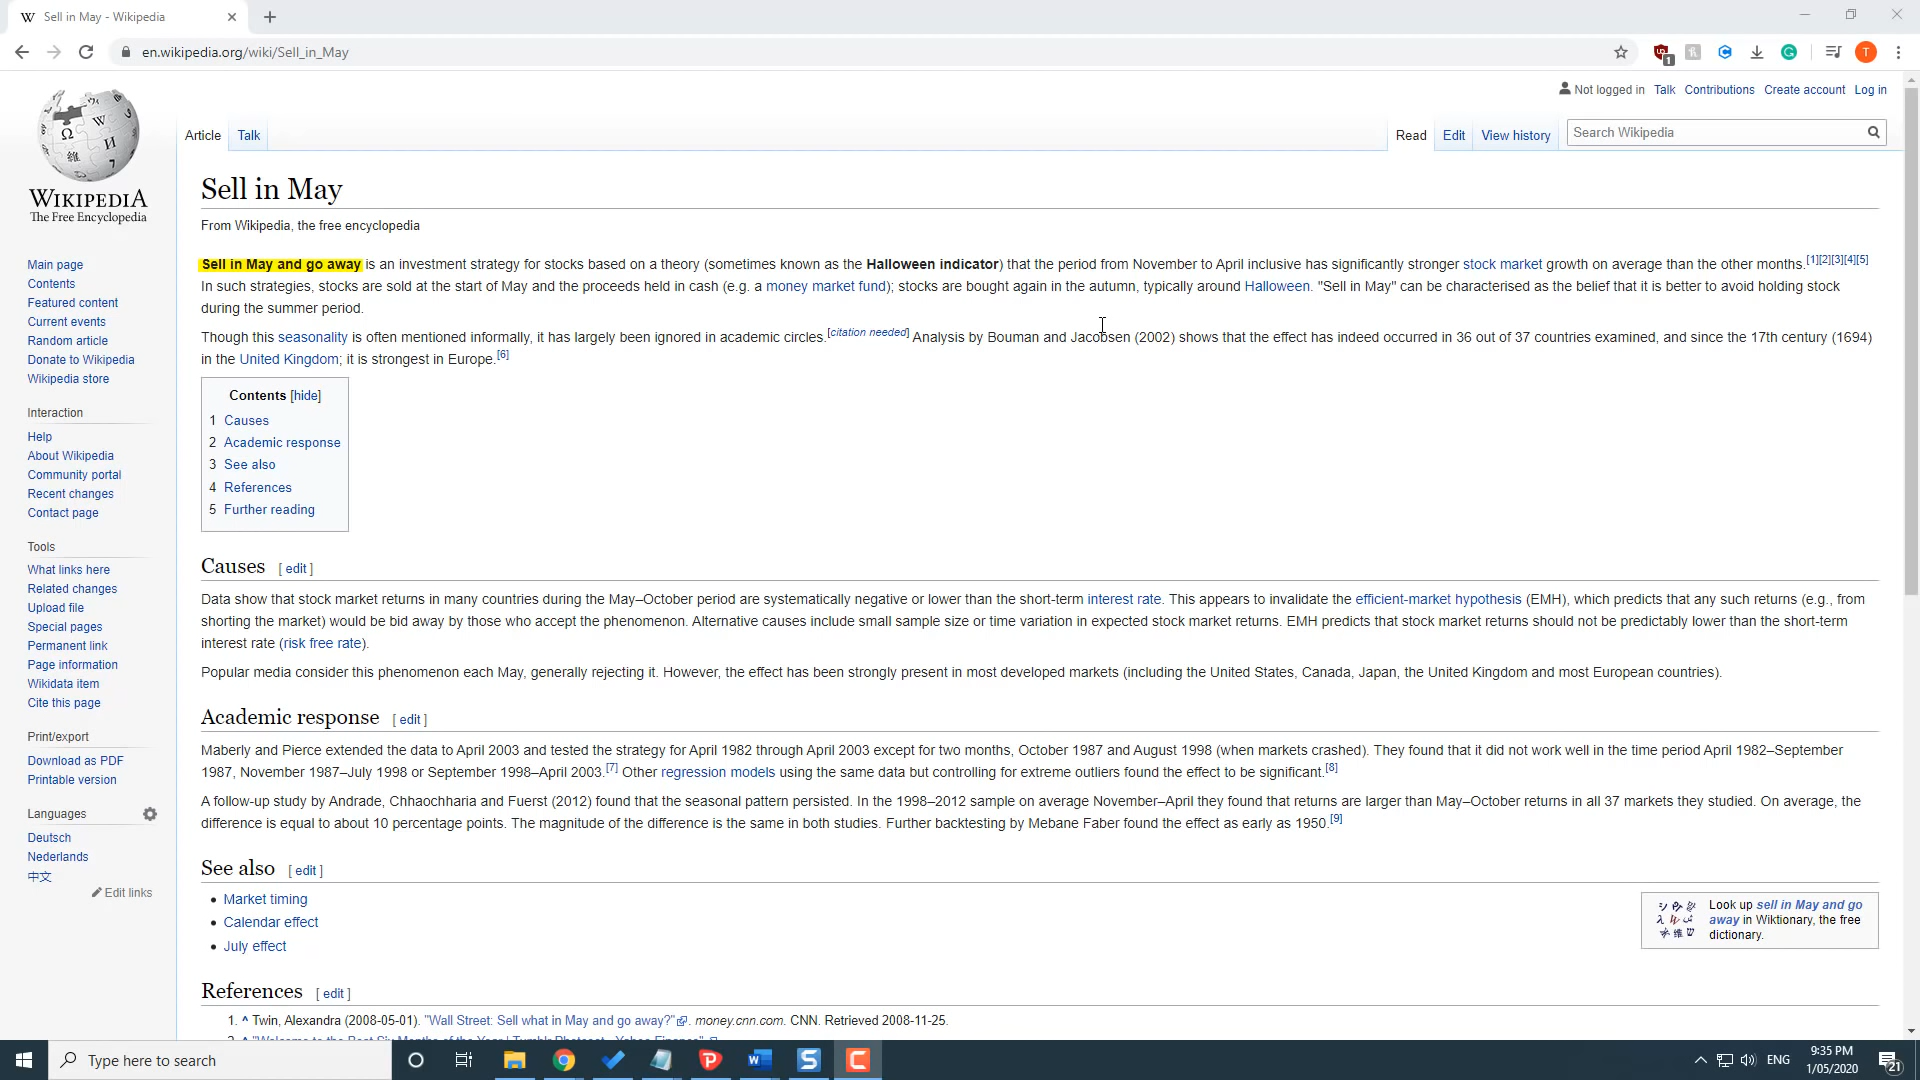 Sell in May - Wikipedia
en.wikipedia.org/wiki/Sell_in_May
1
T
Not logged in Talk Contributions Create account Log in
WIKIPEDIA
The Free Encyclopedia
Article Talk
Read Edit View history Search Wikipedia
Main page
Contents
Featured content
Current events
Random article
Donate to Wikipedia
Wikipedia store
Interaction
Help
About Wikipedia
Community portal
Recent changes
Contact page
Tools
What links here
Related changes
Upload file
Special pages
Permanent link
Page information
Wikidata item
Cite this page
Print/export
Download as PDF
Printable version
Languages
Deutsch
Nederlands
中文
Edit links
Sell in May
From Wikipedia, the free encyclopedia
Sell in May and go away is an investment strategy for stocks based on a theory (sometimes known as the Halloween indicator) that the period from November to April inclusive has significantly stronger stock market growth on average than the other months.[1][2][3][4][5]
In such strategies, stocks are sold at the start of May and the proceeds held in cash (e.g. a money market fund); stocks are bought again in the autumn, typically around Halloween. "Sell in May" can be characterised as the belief that it is better to avoid holding stock
during the summer period.
Though this seasonality is often mentioned informally, it has largely been ignored in academic circles.[citation needed] Analysis by Bouman and Jacobsen (2002) shows that the effect has indeed occurred in 36 out of 37 countries examined, and since the 17th century (1694)
in the United Kingdom; it is strongest in Europe.[6]
Contents [hide]
1 Causes
2 Academic response
3 See also
4 References
5 Further reading
Causes [ edit ]
Data show that stock market returns in many countries during the May–October period are systematically negative or lower than the short-term interest rate. This appears to invalidate the efficient-market hypothesis (EMH), which predicts that any such returns (e.g., from
shorting the market) would be bid away by those who accept the phenomenon. Alternative causes include small sample size or time variation in expected stock market returns. EMH predicts that stock market returns should not be predictably lower than the short-term
interest rate (risk free rate).
Popular media consider this phenomenon each May, generally rejecting it. However, the effect has been strongly present in most developed markets (including the United States, Canada, Japan, the United Kingdom and most European countries).
Academic response [ edit ]
Maberly and Pierce extended the data to April 2003 and tested the strategy for April 1982 through April 2003 except for two months, October 1987 and August 1998 (when markets crashed). They found that it did not work well in the time period April 1982–September
1987, November 1987–July 1998 or September 1998–April 2003.[7] Other regression models using the same data but controlling for extreme outliers found the effect to be significant.[8]
A follow-up study by Andrade, Chhaochharia and Fuerst (2012) found that the seasonal pattern persisted. In the 1998–2012 sample on average November–April they found that returns are larger than May–October returns in all 37 markets they studied. On average, the
difference is equal to about 10 percentage points. The magnitude of the difference is the same in both studies. Further backtesting by Mebane Faber found the effect as early as 1950.[9]
See also [ edit ]
• Market timing
• Calendar effect
• July effect
Look up sell in May and go
away in Wiktionary, the free
dictionary.
References [ edit ]
1. ^ Twin, Alexandra (2008-05-01). "Wall Street: Sell what in May and go away?". money.cnn.com. CNN. Retrieved 2008-11-25.
Type here to search
ENG
9:35 PM
1/05/2020
21